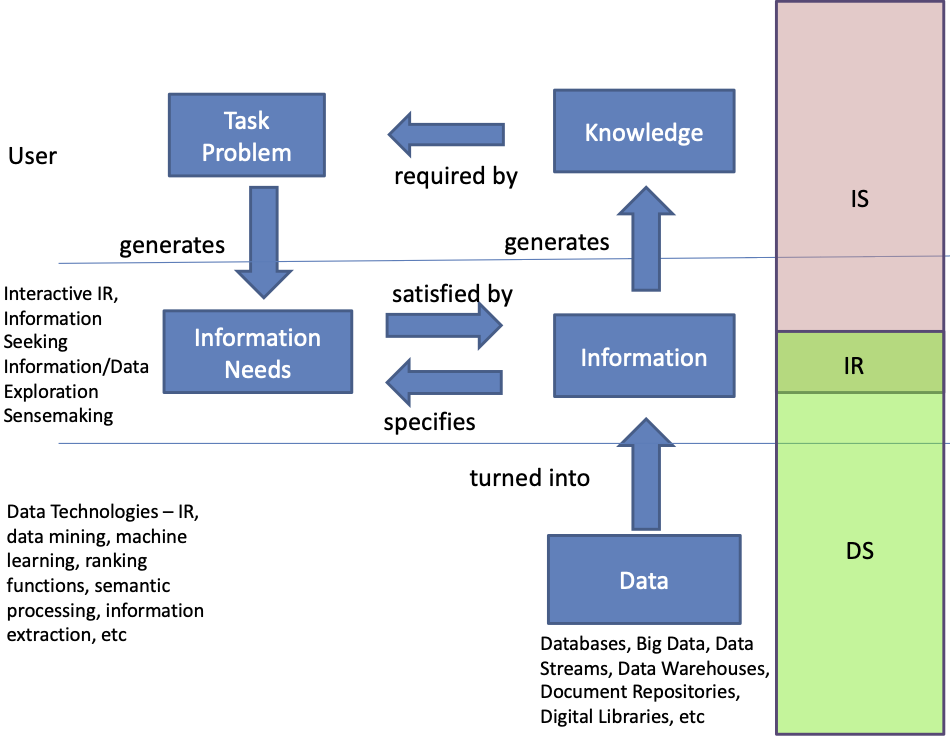 User
Task
Problem
Knowledge
required by
generates
generates
IS
Interactive IR,
Information
Seeking
Information/Data
Exploration
Sensemaking
satisfied by
Information
Needs
Information
IR
specifies
turned into
Data Technologies – IR,
data mining, machine
learning, ranking
functions, semantic
processing, information
extraction, etc
Data
DS
Databases, Big Data, Data
Streams, Data Warehouses,
Document Repositories,
Digital Libraries, etc